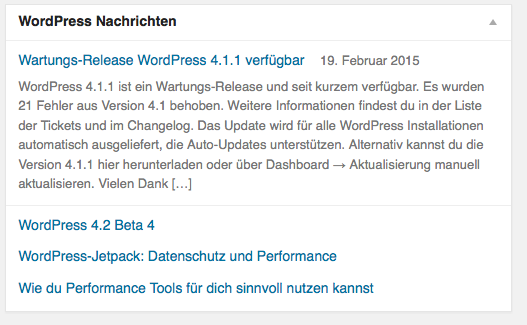 WordPress Nachrichten
Wartungs-Release WordPress 4.1.1 verfügbar 19. Februar 2015
WordPress 4.1.1 ist ein Wartungs-Release und seit kurzem verfügbar. Es wurden
21 Fehler aus Version 4.1 behoben. Weitere Informationen findest du in der Liste
der Tickets und im Changelog. Das Update wird für alle WordPress Installationen
automatisch ausgeliefert, die Auto-Updates unterstützen. Alternativ kannst du die
Version 4.1.1 hier herunterladen oder über Dashboard → Aktualisierung manuell
aktualisieren. Vielen Dank […]
WordPress 4.2 Beta 4
WordPress-Jetpack: Datenschutz und Performance
Wie du Performance Tools für dich sinnvoll nutzen kannst